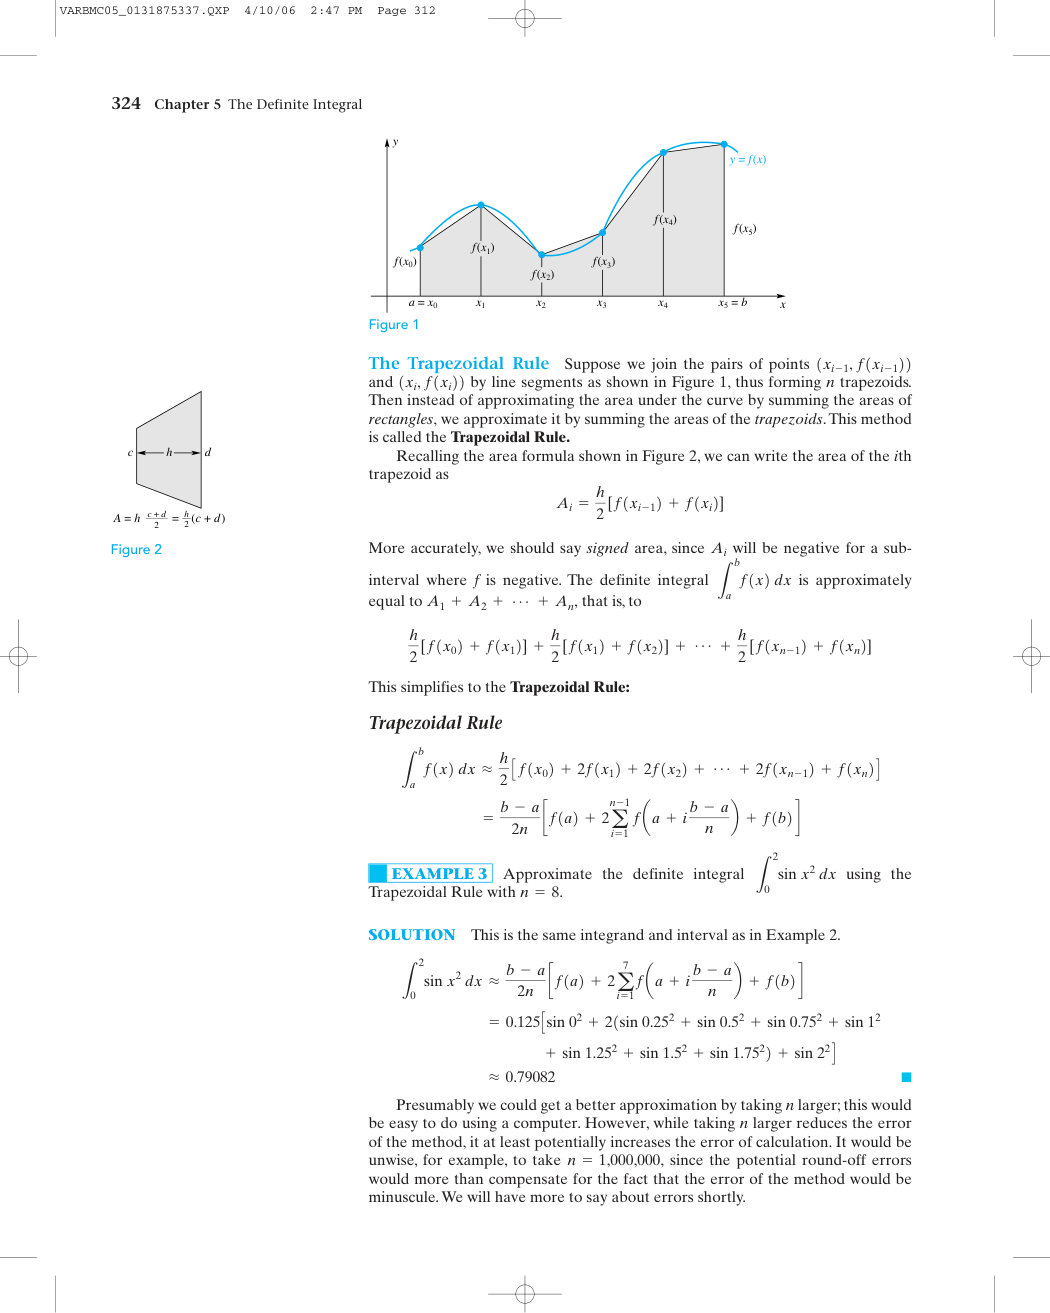 VARBMC05_0131875337.QXP 4/10/06 2:47 PM Page 312
324 Chapter 5 The Definite Integral
y
y = f(x)
f(x₄)
f(x₅)
f(x₁)
f(x₀)
f(x₃)
f(x₂)
a = x₀ x₁ x₂ x₃ x₄ x₅ = b x
Figure 1
The Trapezoidal Rule Suppose we join the pairs of points (xᵢ₋₁, f(xᵢ₋₁))
and (xᵢ, f(xᵢ)) by line segments as shown in Figure 1, thus forming n trapezoids.
Then instead of approximating the area under the curve by summing the areas of
rectangles, we approximate it by summing the areas of the trapezoids. This method
is called the Trapezoidal Rule.
Recalling the area formula shown in Figure 2, we can write the area of the ith
trapezoid as
Aᵢ = h/2 [f(xᵢ₋₁) + f(xᵢ)]
c h d
A = h (c + d)/2 = h/2 (c + d)
Figure 2
More accurately, we should say signed area, since Aᵢ will be negative for a sub-
interval where f is negative. The definite integral ∫ₐᵇ f(x) dx is approximately
equal to A₁ + A₂ + ⋯ + Aₙ, that is, to
h/2 [f(x₀) + f(x₁)] + h/2 [f(x₁) + f(x₂)] + ⋯ + h/2 [f(xₙ₋₁) + f(xₙ)]
This simplifies to the Trapezoidal Rule:
Trapezoidal Rule
∫ₐᵇ f(x) dx ≈ h/2 [f(x₀) + 2f(x₁) + 2f(x₂) + ⋯ + 2f(xₙ₋₁) + f(xₙ)]
= (b − a)/2n [f(a) + 2 ∑ᵢ₌₁ⁿ⁻¹ f(a + i (b − a)/n) + f(b)]
EXAMPLE 3 Approximate the definite integral ∫₀² sin x² dx using the
Trapezoidal Rule with n = 8.
SOLUTION This is the same integrand and interval as in Example 2.
∫₀² sin x² dx ≈ (b − a)/2n [f(a) + 2 ∑ᵢ₌₁⁷ f(a + i (b − a)/n) + f(b)]
= 0.125[sin 0² + 2(sin 0.25² + sin 0.5² + sin 0.75² + sin 1²
+ sin 1.25² + sin 1.5² + sin 1.75²) + sin 2²]
≈ 0.79082
Presumably we could get a better approximation by taking n larger; this would
be easy to do using a computer. However, while taking n larger reduces the error
of the method, it at least potentially increases the error of calculation. It would be
unwise, for example, to take n = 1,000,000, since the potential round-off errors
would more than compensate for the fact that the error of the method would be
minuscule. We will have more to say about errors shortly.